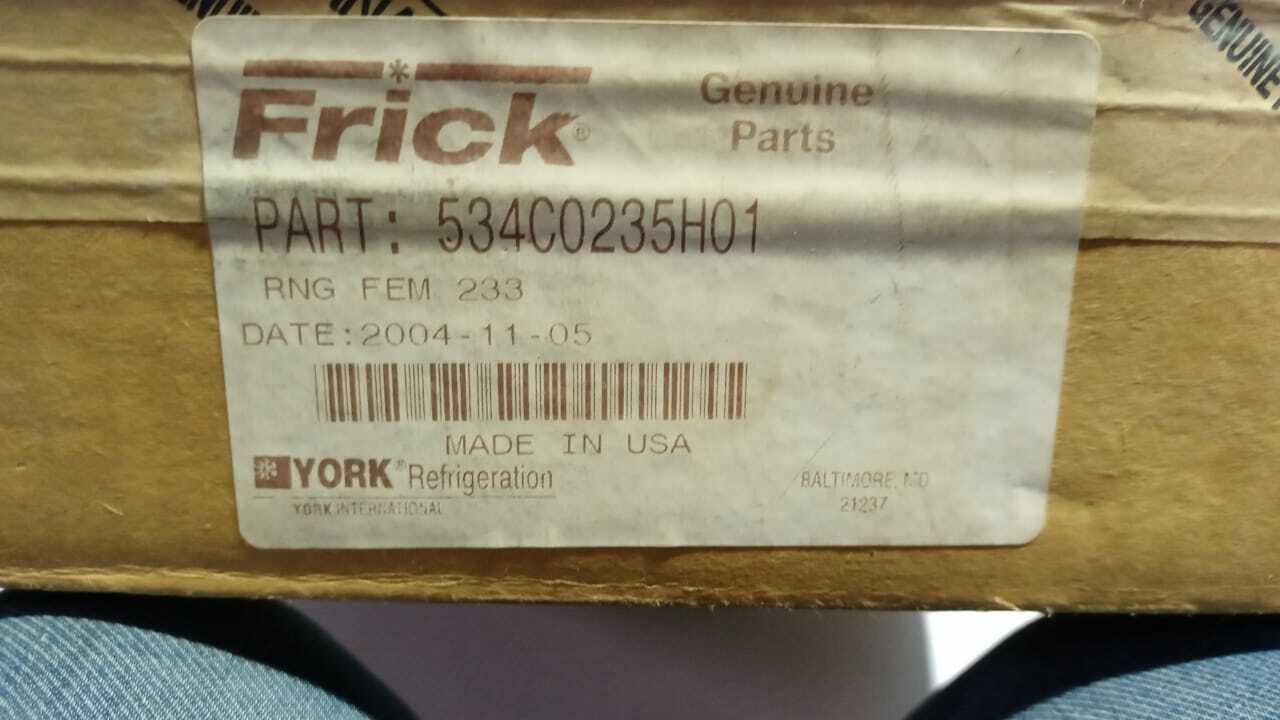 GENUINE
Frick®
Genuine
Parts
PART: 534C0235H01
RNG FEM 233
DATE:2004-11-05
MADE IN USA
YORK® Refrigeration
YORK INTERNATIONAL
BALTIMORE, MD
21237